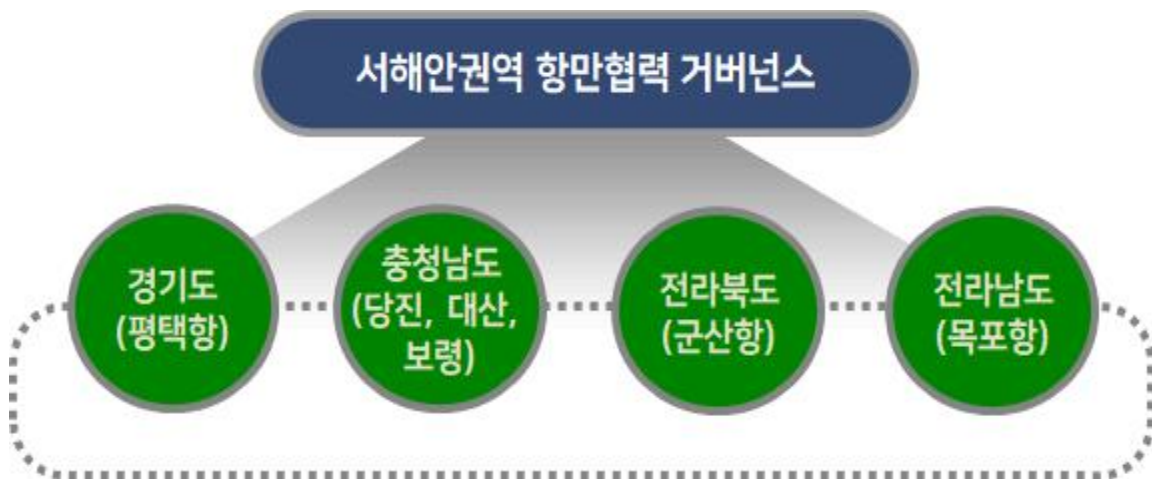 서해안권역 항만협력 거버넌스
경기도
(평택항)
충청남도
(당진, 대산,
보령)
전라북도
(군산항)
전라남도
(목포항)